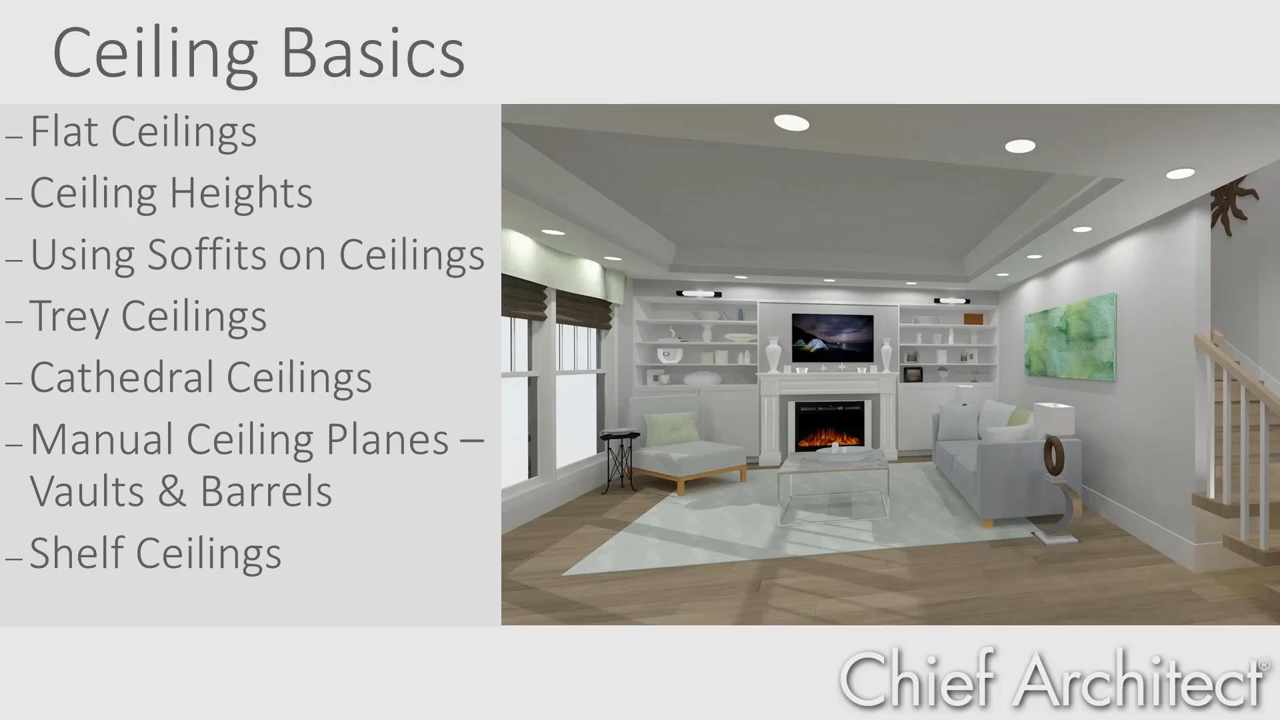 Ceiling Basics
– Flat Ceilings
– Ceiling Heights
– Using Soffits on Ceilings
– Trey Ceilings
– Cathedral Ceilings
– Manual Ceiling Planes –
Vaults & Barrels
– Shelf Ceilings
Chief Architect®